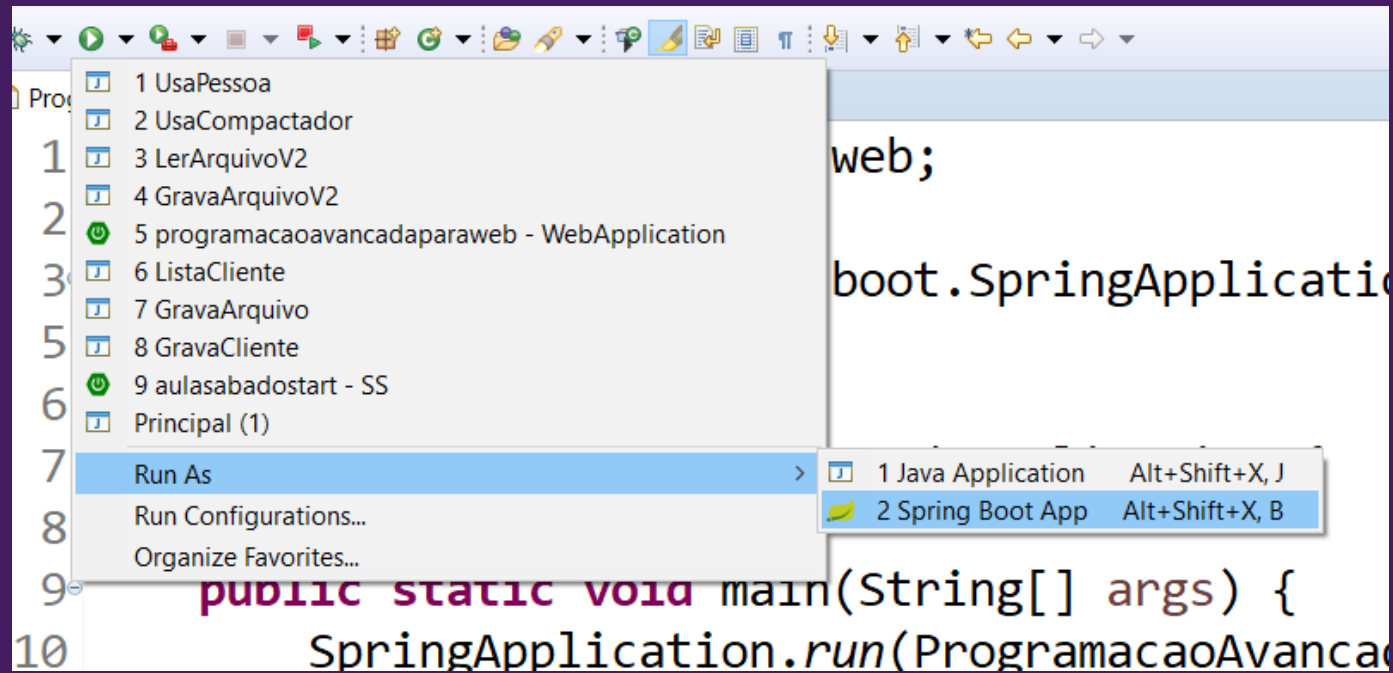 Prog
1 UsaPessoa
2 UsaCompactador
3 LerArquivoV2
4 GravaArquivoV2
5 programacaoavancadaparaweb - WebApplication
6 ListaCliente
7 GravaArquivo
8 GravaCliente
9 aulasabadostart - SS
Principal (1)
Run As
Run Configurations...
Organize Favorites...
1 Java Application Alt+Shift+X, J
2 Spring Boot App Alt+Shift+X, B
1 web;
2
3 boot.SpringApplicatio
5
6
7
8
9 public static void main(String[] args) {
10 SpringApplication.run(ProgramacaoAvancad